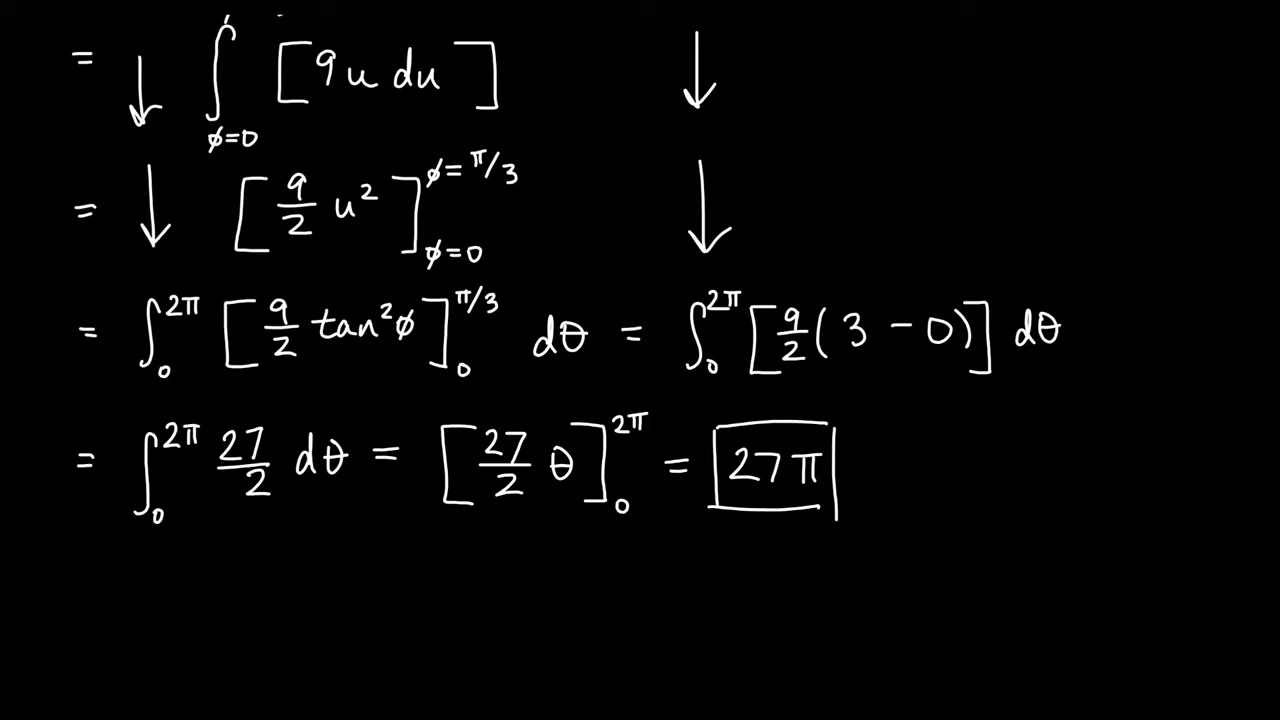 = ↓ ∫_{φ=0} [9u du] ↓
= ↓ [9/2 u²]_{φ=0}^{φ=π/3} ↓
= ∫_0^{2π} [9/2 tan²φ]_0^{π/3} dθ = ∫_0^{2π} [9/2(3 - 0)] dθ
= ∫_0^{2π} 27/2 dθ = [27/2 θ]_0^{2π} = 27π